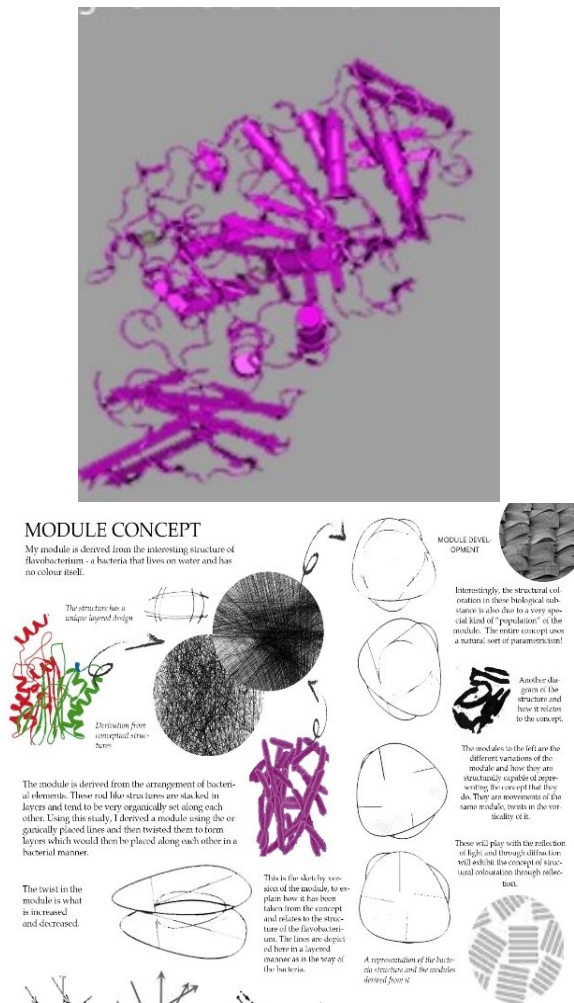 MODULE CONCEPT
My module is derived from the interesting structure of
flavobacterium - a bacteria that lives on water and has
no colour itself.
The structure has a
unique layered design
Derivation from
conceptual struc-
tures
The module is derived from the arrangement of bacteri-
al elements. These rod like structures are stacked in
layers and tend to be very organically set along each
other. Using this study, I derived a module using the or
ganically placed lines and then twisted them to form
layers which would then be placed along each other in a
bacterial manner.
The twist in the
module is what
is increased
and decreased.
This is the sketchy ver-
sion of the module, to ex-
plain how it has been
taken from the concept
and relates to the struc-
ture of the flavobacteri-
um. The lines are depict
ed here in a layered
manner as is the way of
the bacteria.
A representation of the bacte-
ria structure and the modules
derived from it
MODULE DEVEL-
OPMENT
Interestingly, the structural col-
oration in these biological sub-
stance is also due to a very spe-
cial kind of "population" of the
module. The entire concept uses
a natural sort of parametricism!
Another dia-
gram of the
structure and
how it relates
to the concept.
The modules to the left are the
different variations of the
module and how they are
structurally capable of repre-
senting the concept that they
do. They are movements of the
same module, twists in the ver-
ticality of it.
These will play with the reflection
of light and through diffraction
will exhibit the concept of struc-
tural colouration through reflec-
tion.